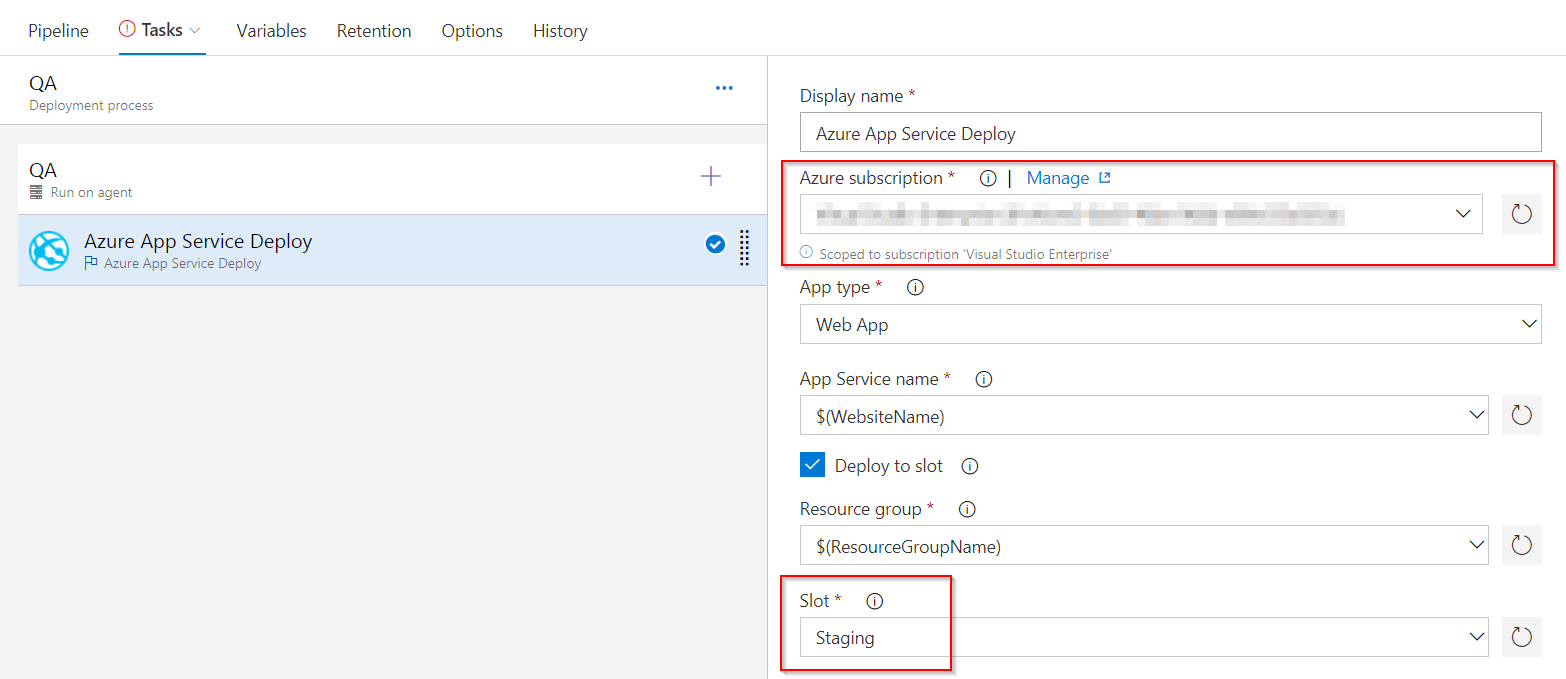 Pipeline Tasks Variables Retention Options History
QA
Deployment process
QA
Run on agent
Azure App Service Deploy
Azure App Service Deploy
Display name *
Azure App Service Deploy
Azure subscription * | Manage
Scoped to subscription 'Visual Studio Enterprise'
App type *
Web App
App Service name *
$(WebsiteName)
Deploy to slot
Resource group *
$(ResourceGroupName)
Slot *
Staging